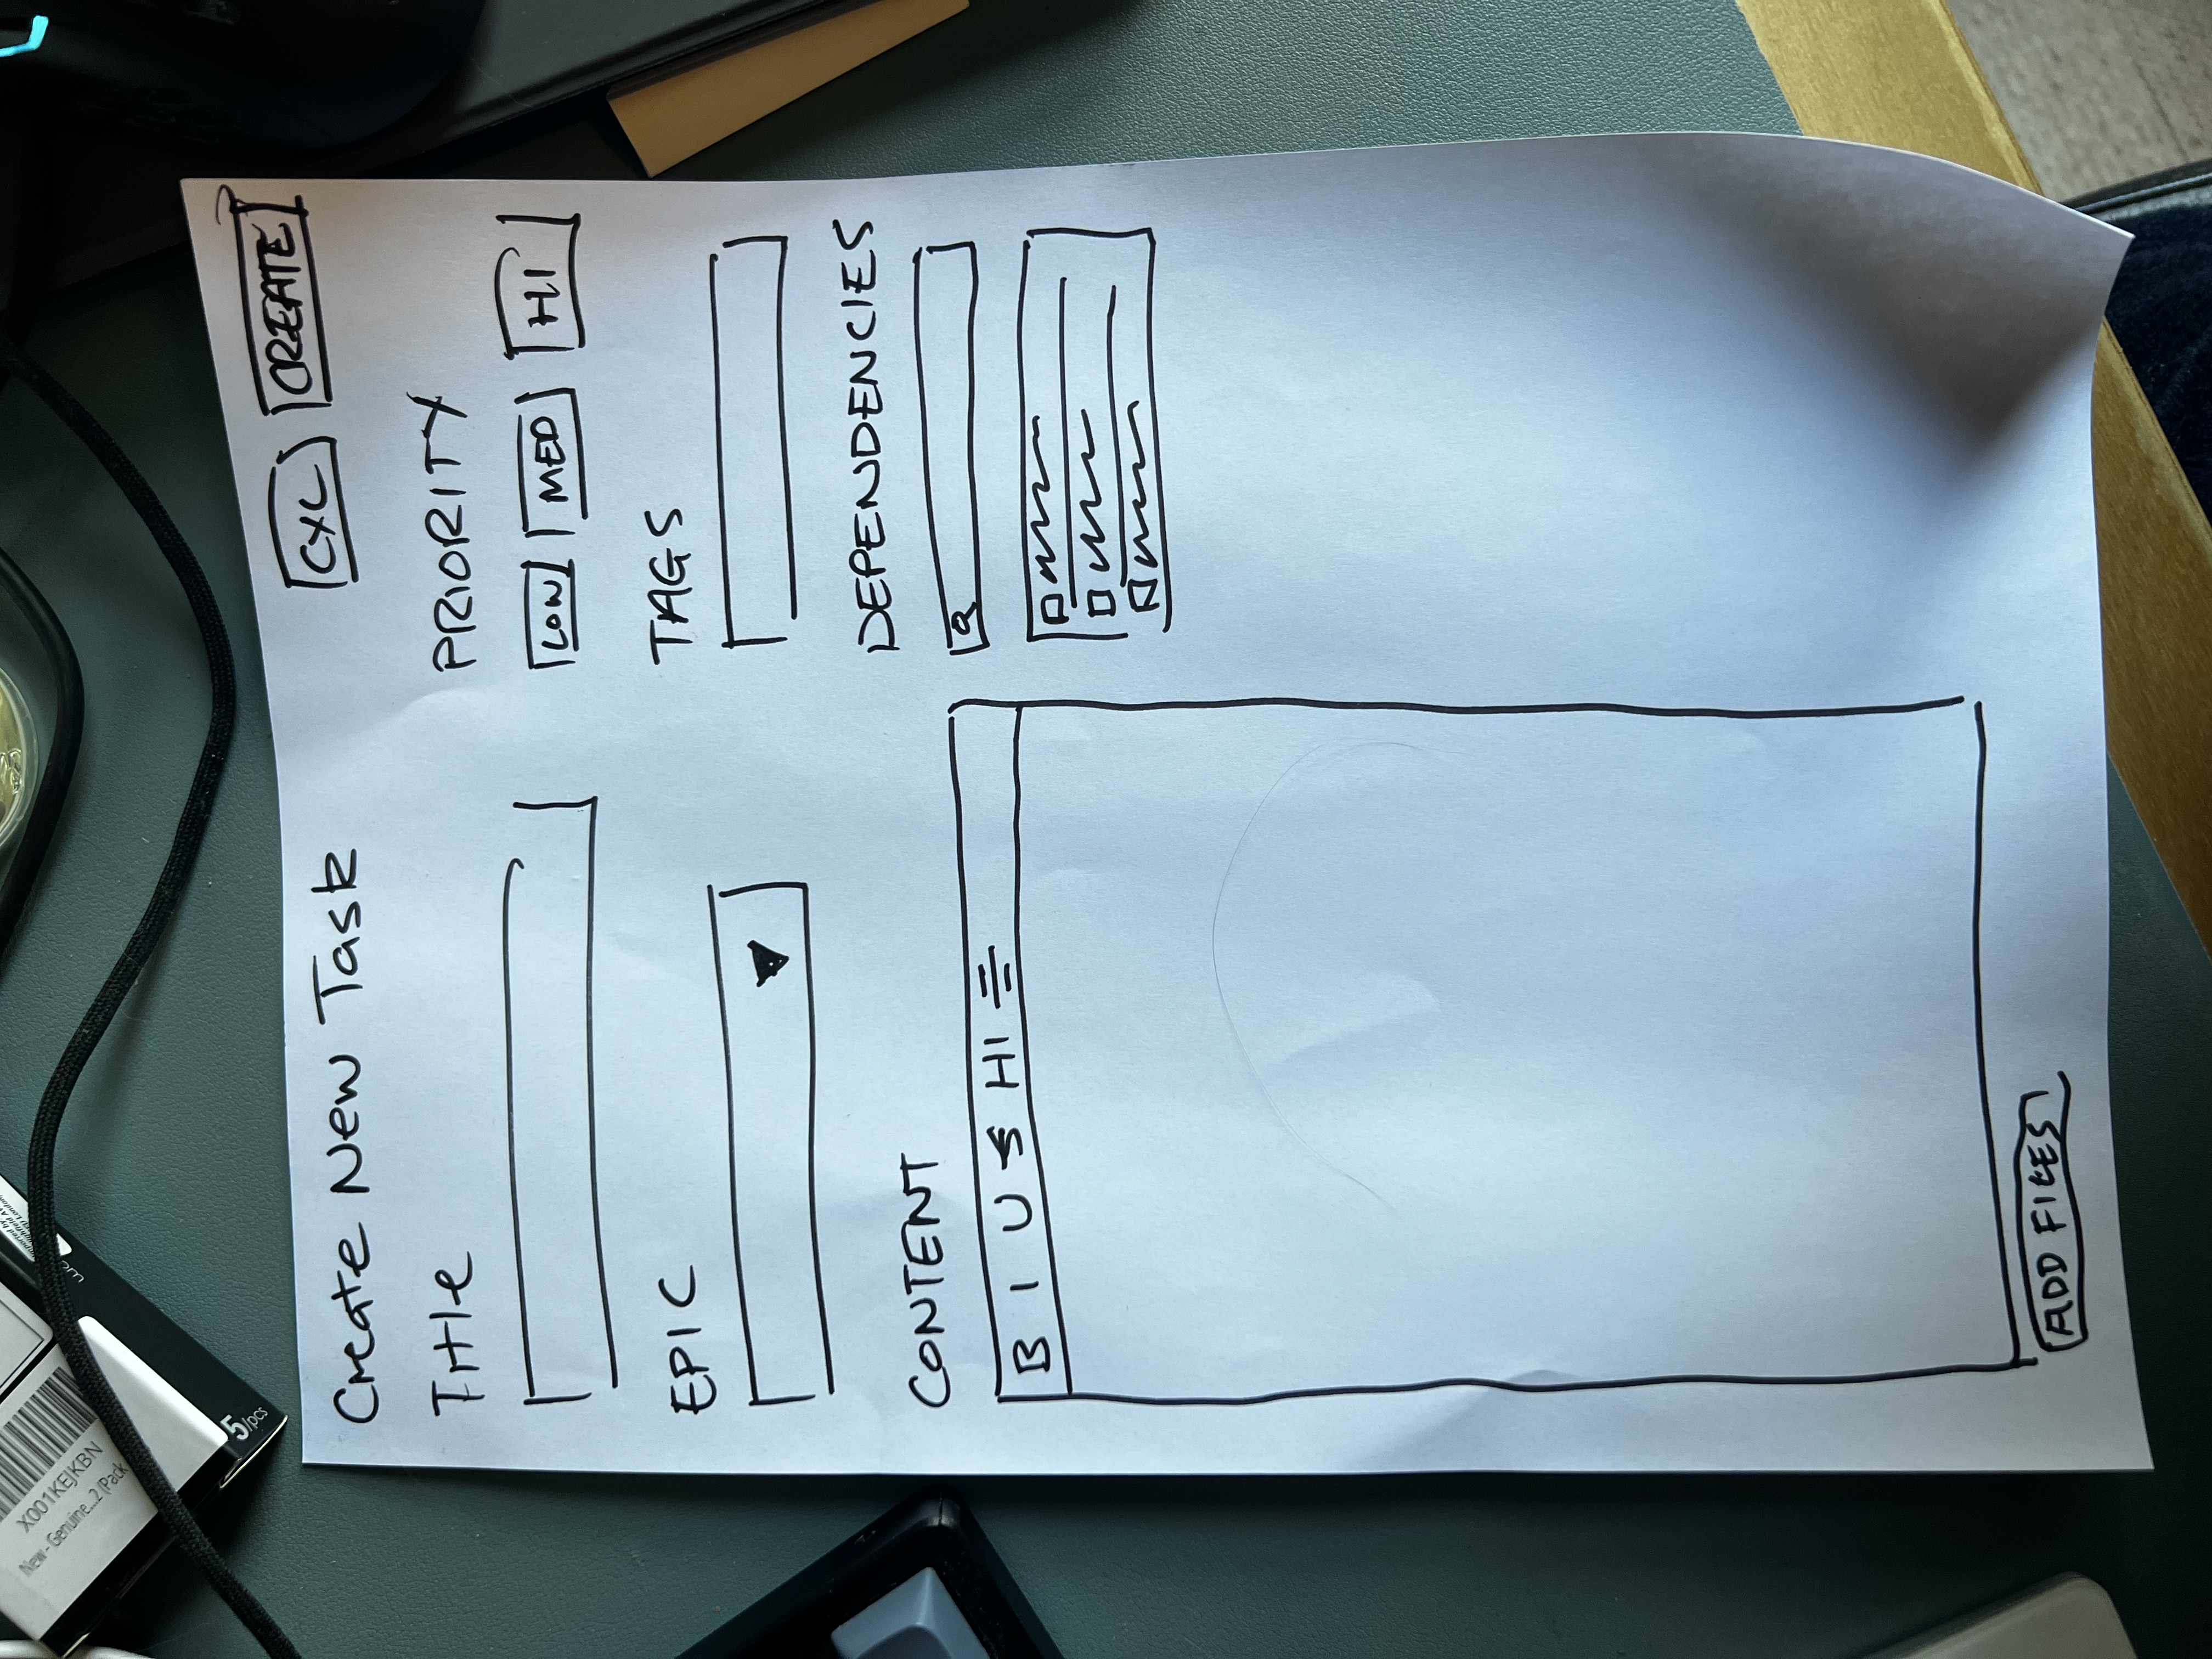 X001KEJKBN
New - Genuine....2 (Pack
5/pcs
Create New Task
CXL
CREATE
Title
PRIORITY
LOW
MED
HI
EPIC
TAGS
DEPENDENCIES
CONTENT
B I U S H1
ADD FILES